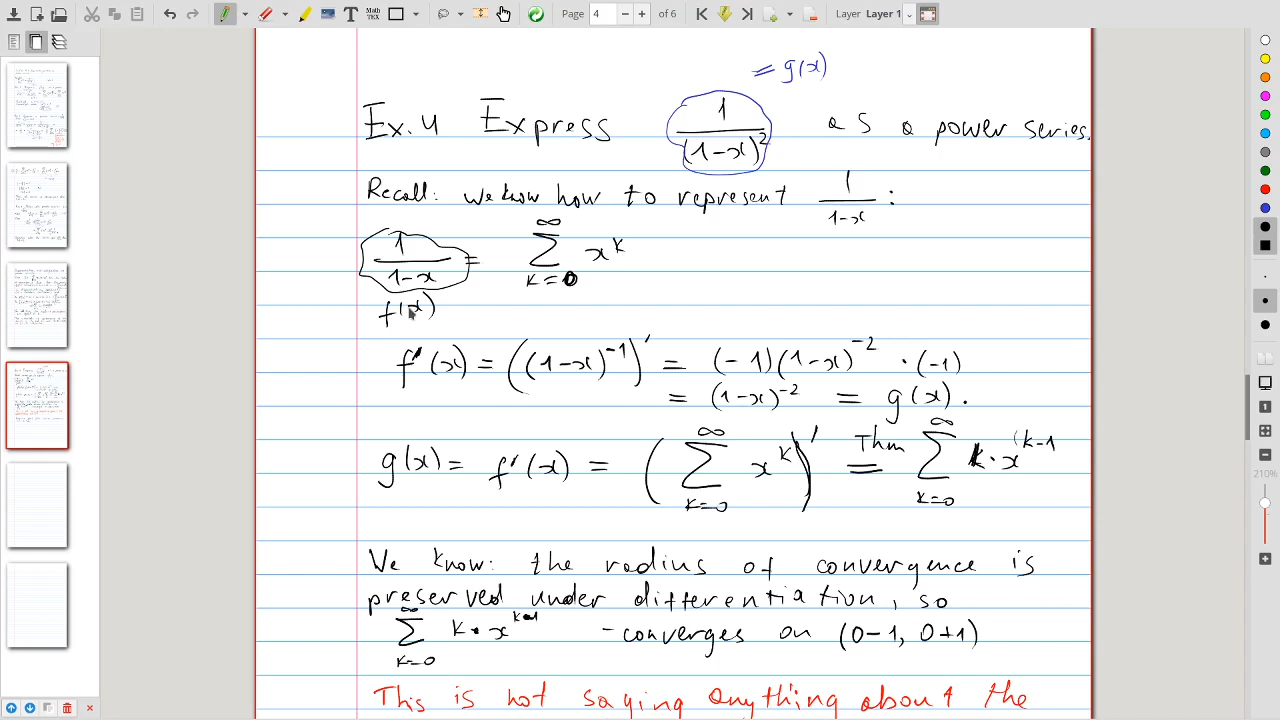 Page 4 of 6 Layer Layer 1
= g(x)
Ex. 4 Express 1/(1-x)^2 as a power series.
Recall: we know how to represent 1/(1-x) :
1/(1-x) = ∑_{k=0}^{∞} x^k
f(x)
f'(x) = ((1-x)^{-1})' = (-1)(1-x)^{-2} · (-1)
= (1-x)^{-2} = g(x).
g(x) = f'(x) = (∑_{k=0}^{∞} x^k)' =^{Thm} ∑_{k=0}^{∞} k·x^{k-1}
We know: the radius of convergence is
preserved under differentiation, so
∑_{k=0}^{∞} k·x^{k-1} - converges on (0-1, 0+1)
This is not saying anything about the
210%